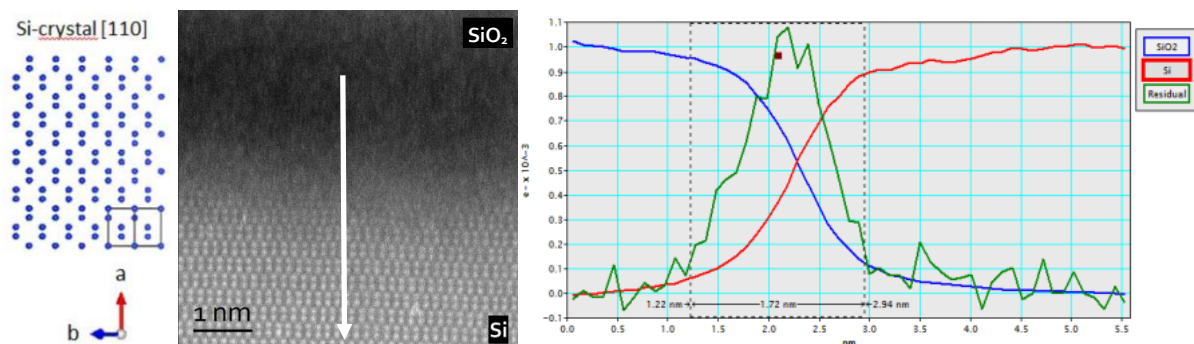 Si-crystal [110]
a
b
SiO₂
Si
1 nm
1.1
1.0
0.9
0.8
0.7
0.6
0.5
0.4
0.3
0.2
0.1
0.0
-0.1
e- x 10^-3
1.22 nm
1.72 nm
2.94 nm
0.0 0.5 1.0 1.5 2.0 2.5 3.0 3.5 4.0 4.5 5.0 5.5
nm
SiO2
Si
Residual